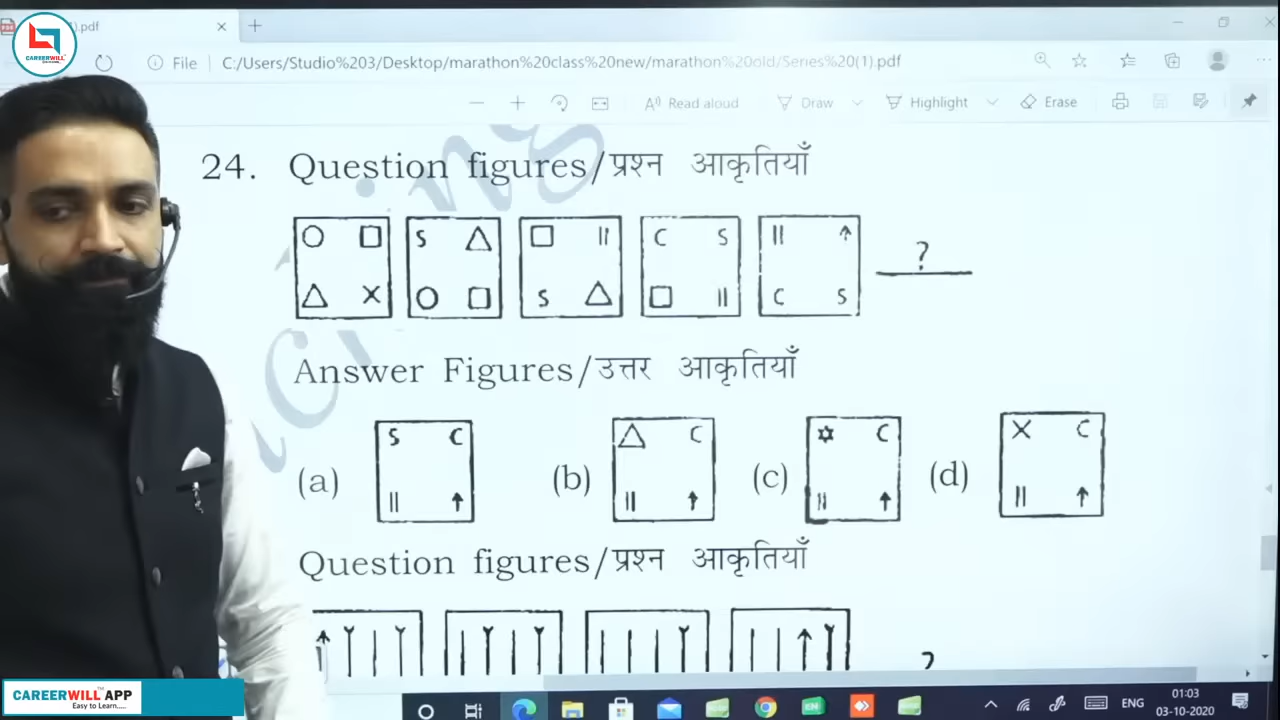 ).pdf
CAREERWILL
File C:/Users/Studio%203/Desktop/marathon%20class%20new/marathon%20old/Series%20(1).pdf
Read aloud Draw Highlight Erase
24. Question figures/प्रश्न आकृतियाँ
S
S
C S
C S
?
Answer Figures/उत्तर आकृतियाँ
(a) S C
(b) C
(c) C
(d) X C
Question figures/प्रश्न आकृतियाँ
?
CAREERWILL APP
Easy to Learn.....
ENG
01:03
03-10-2020